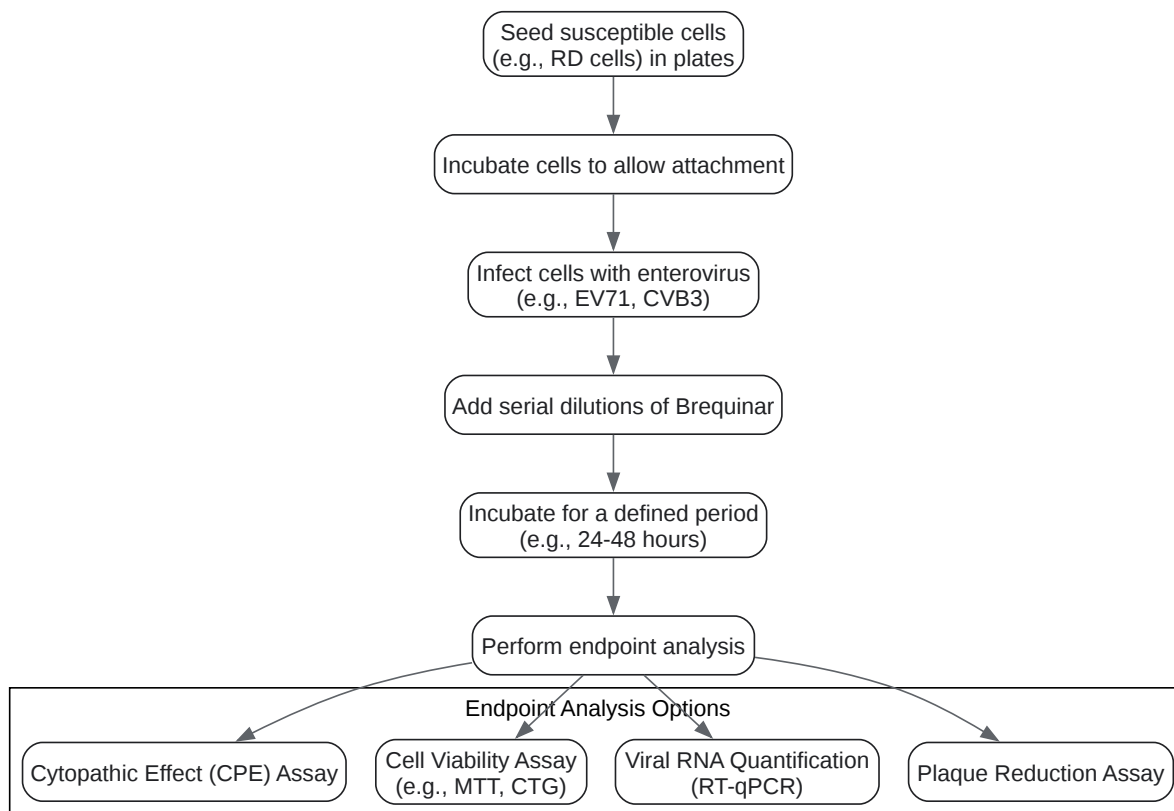 Seed susceptible cells
(e.g., RD cells) in plates
Incubate cells to allow attachment
Infect cells with enterovirus
(e.g., EV71, CVB3)
Add serial dilutions of Brequinar
Incubate for a defined period
(e.g., 24-48 hours)
Perform endpoint analysis
Endpoint Analysis Options
Cytopathic Effect (CPE) Assay
Cell Viability Assay
(e.g., MTT, CTG)
Viral RNA Quantification
(RT-qPCR)
Plaque Reduction Assay